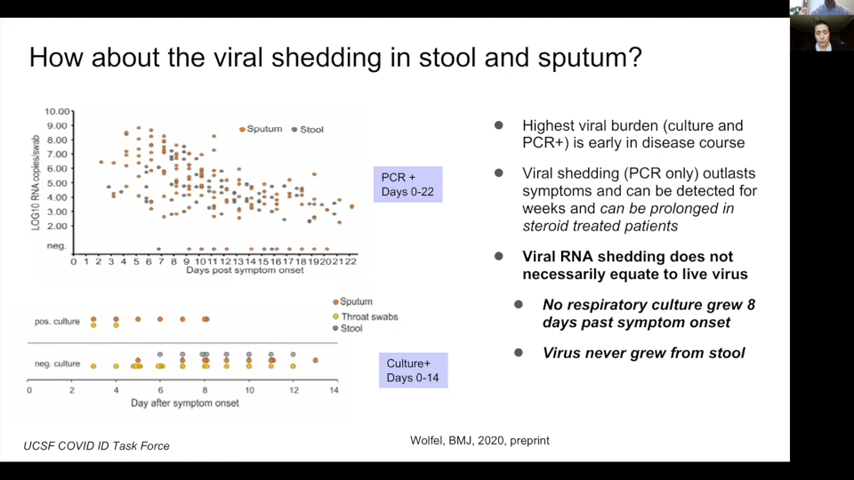 How about the viral shedding in stool and sputum?
10.00
9.00
8.00
7.00
6.00
5.00
4.00
3.00
2.00
neg.
LOG10 RNA copies/swab
Sputum Stool
0 1 2 3 4 5 6 7 8 9 10 11 12 13 14 15 16 17 18 19 20 21 22
Days post symptom onset
PCR +
Days 0-22
Sputum
Throat swabs
Stool
pos. culture
neg. culture
0 2 4 6 8 10 12 14
Day after symptom onset
Culture+
Days 0-14
Highest viral burden (culture and
PCR+) is early in disease course
Viral shedding (PCR only) outlasts
symptoms and can be detected for
weeks and can be prolonged in
steroid treated patients
Viral RNA shedding does not
necessarily equate to live virus
No respiratory culture grew 8
days past symptom onset
Virus never grew from stool
UCSF COVID ID Task Force
Wolfel, BMJ, 2020, preprint